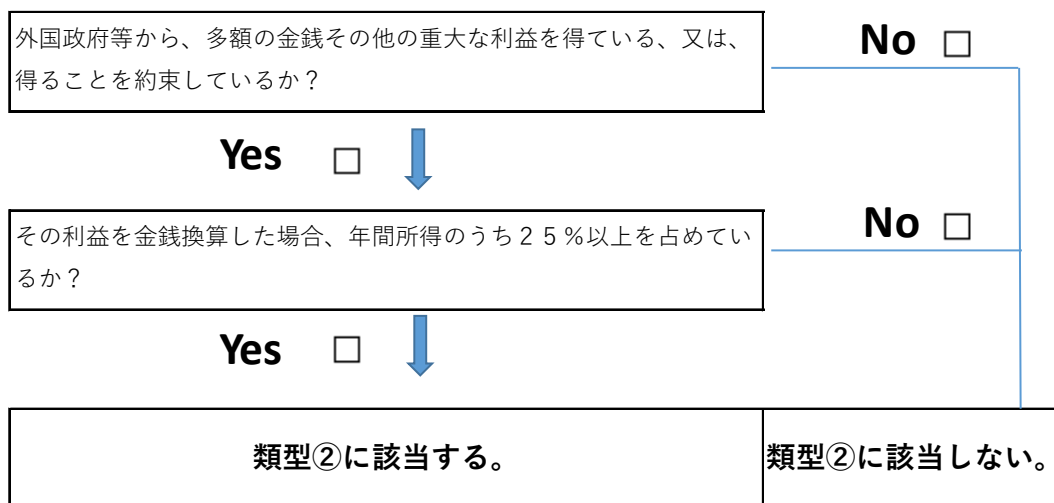 外国政府等から、多額の金銭その他の重大な利益を得ている、又は、
得ることを約束しているか？
No □
Yes □
その利益を金銭換算した場合、年間所得のうち２５％以上を占めてい
るか？
No □
Yes □
類型②に該当する。
類型②に該当しない。